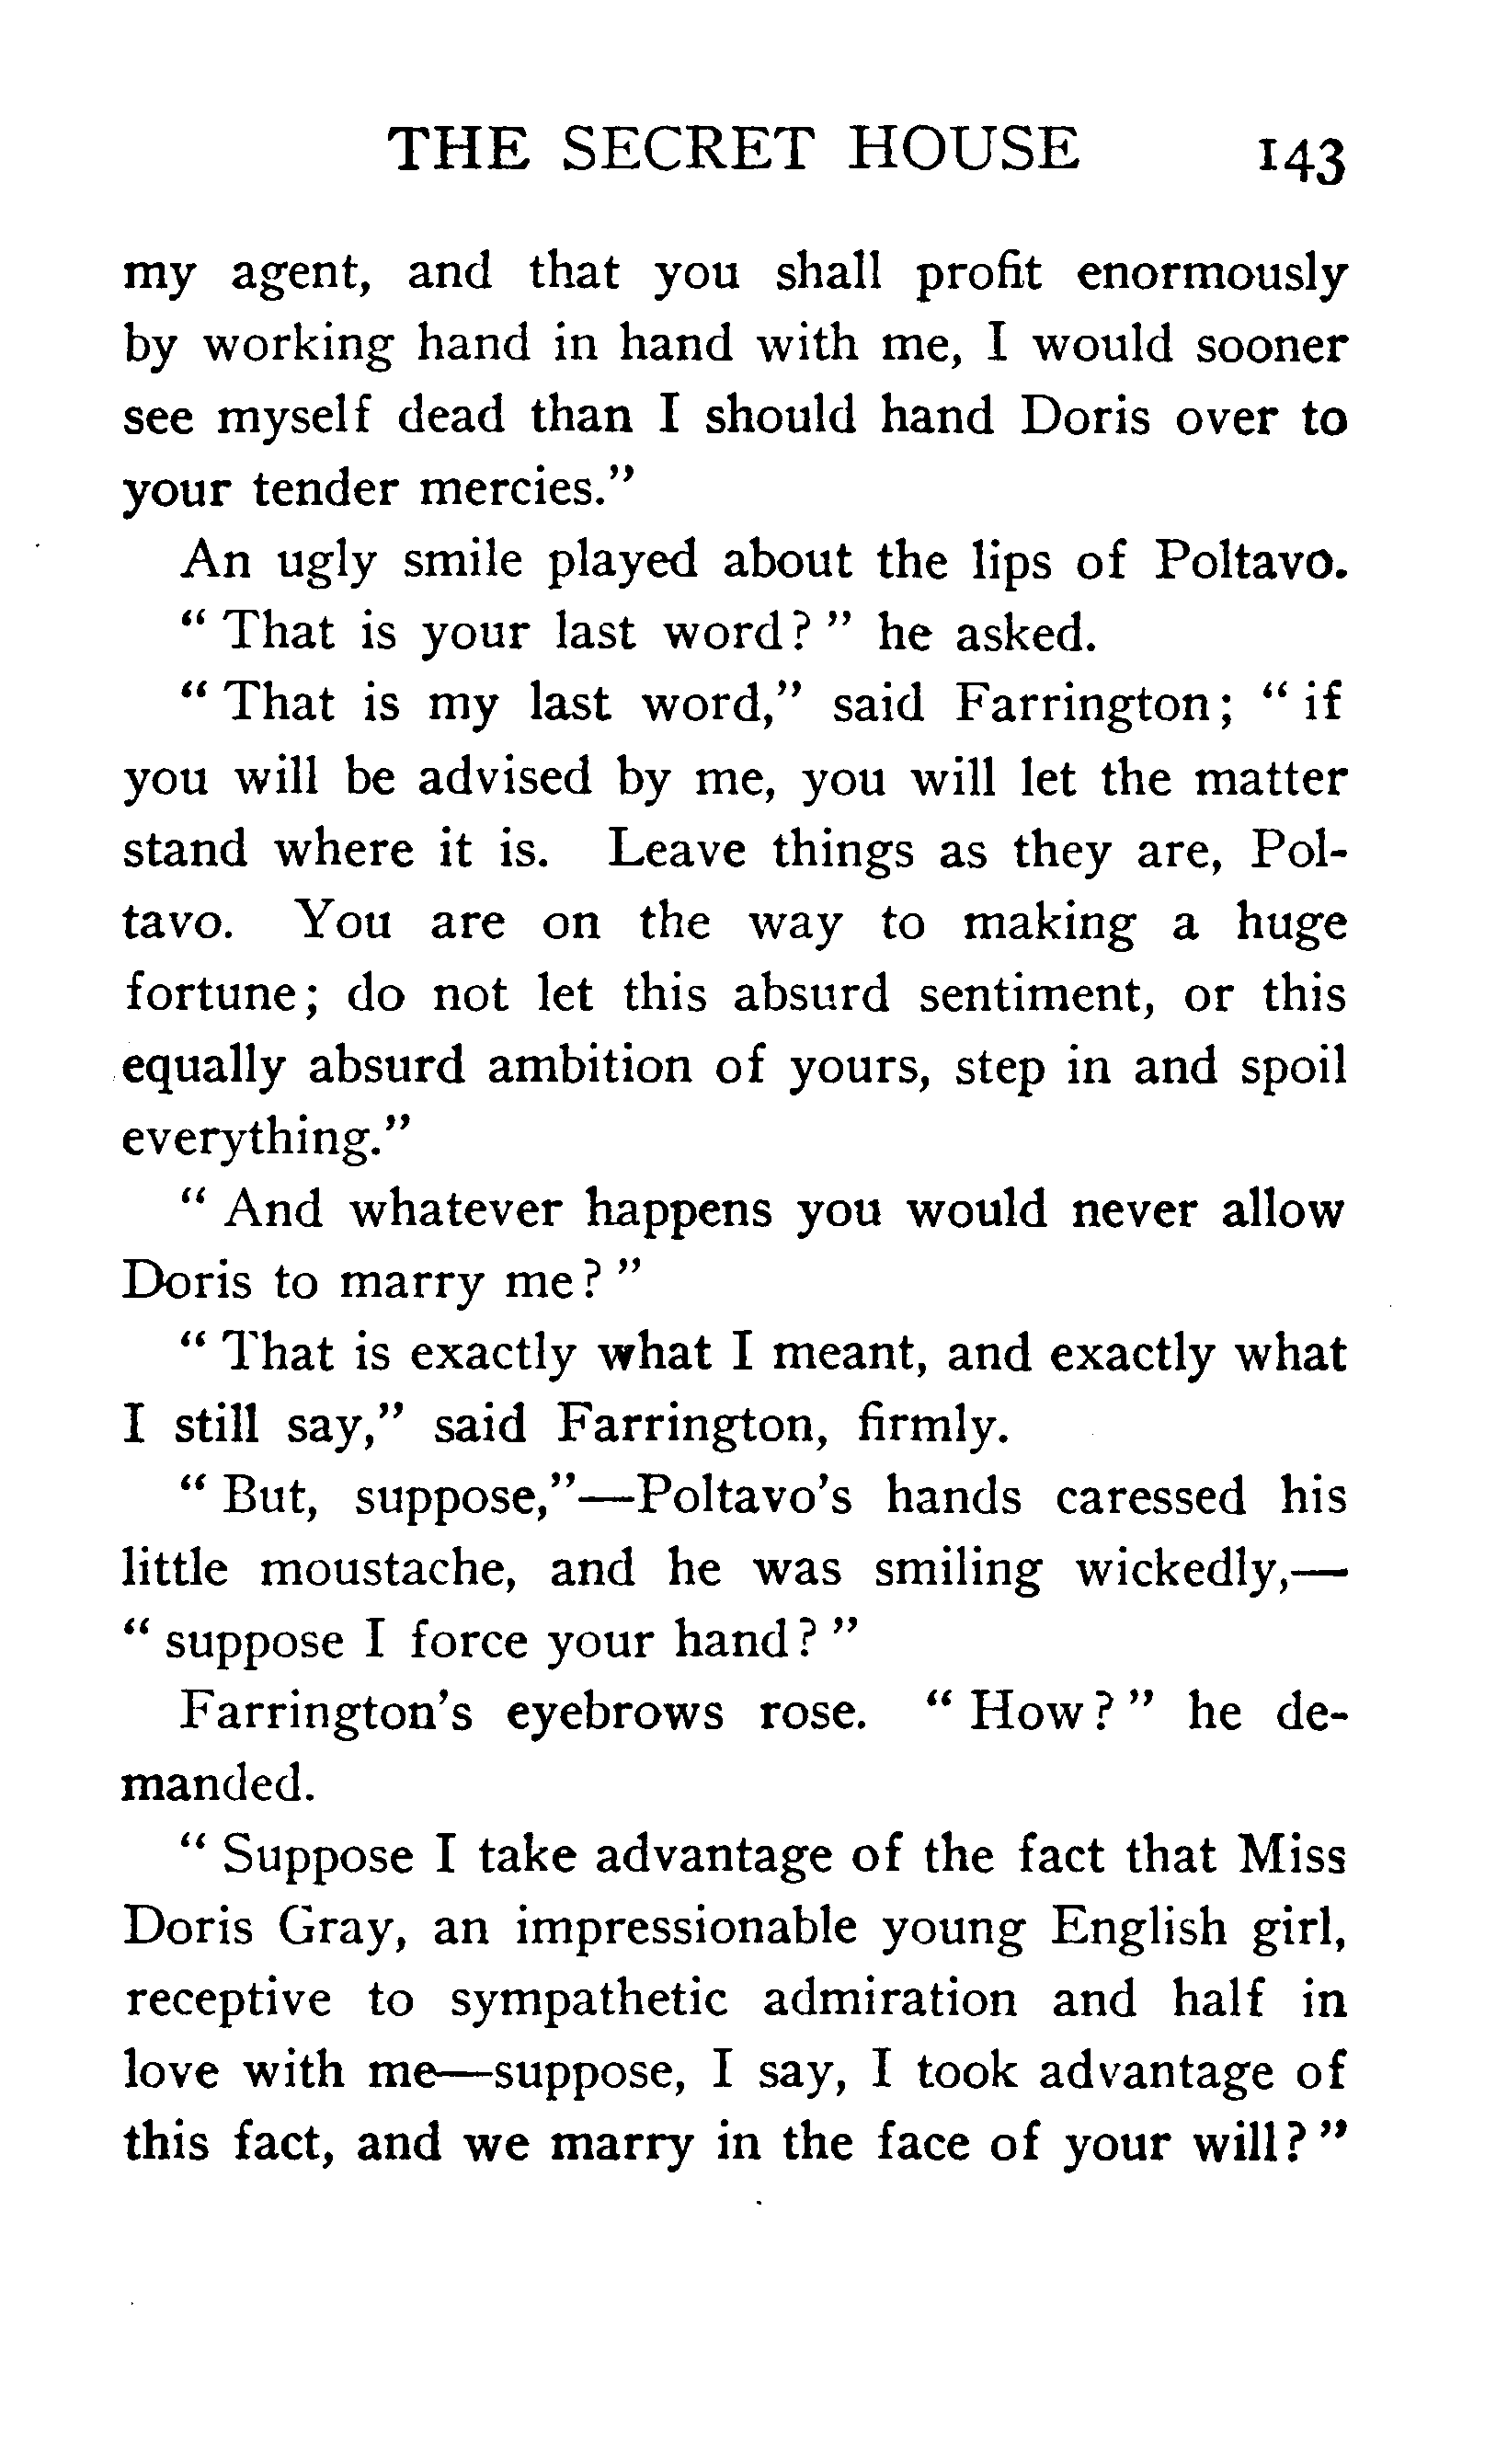 THE SECRET HOUSE 143
my agent, and that you shall profit enormously
by working hand in hand with me, I would sooner
see myself dead than I should hand Doris over to
your tender mercies."
An ugly smile played about the lips of Poltavo.
" That is your last word? " he asked.
" That is my last word," said Farrington; " if
you will be advised by me, you will let the matter
stand where it is. Leave things as they are, Pol-
tavo. You are on the way to making a huge
fortune; do not let this absurd sentiment, or this
equally absurd ambition of yours, step in and spoil
everything."
" And whatever happens you would never allow
Doris to marry me? "
" That is exactly what I meant, and exactly what
I still say," said Farrington, firmly.
" But, suppose,"—Poltavo's hands caressed his
little moustache, and he was smiling wickedly,—
" suppose I force your hand? "
Farrington's eyebrows rose. " How? " he de-
manded.
" Suppose I take advantage of the fact that Miss
Doris Gray, an impressionable young English girl,
receptive to sympathetic admiration and half in
love with me—suppose, I say, I took advantage of
this fact, and we marry in the face of your will? "